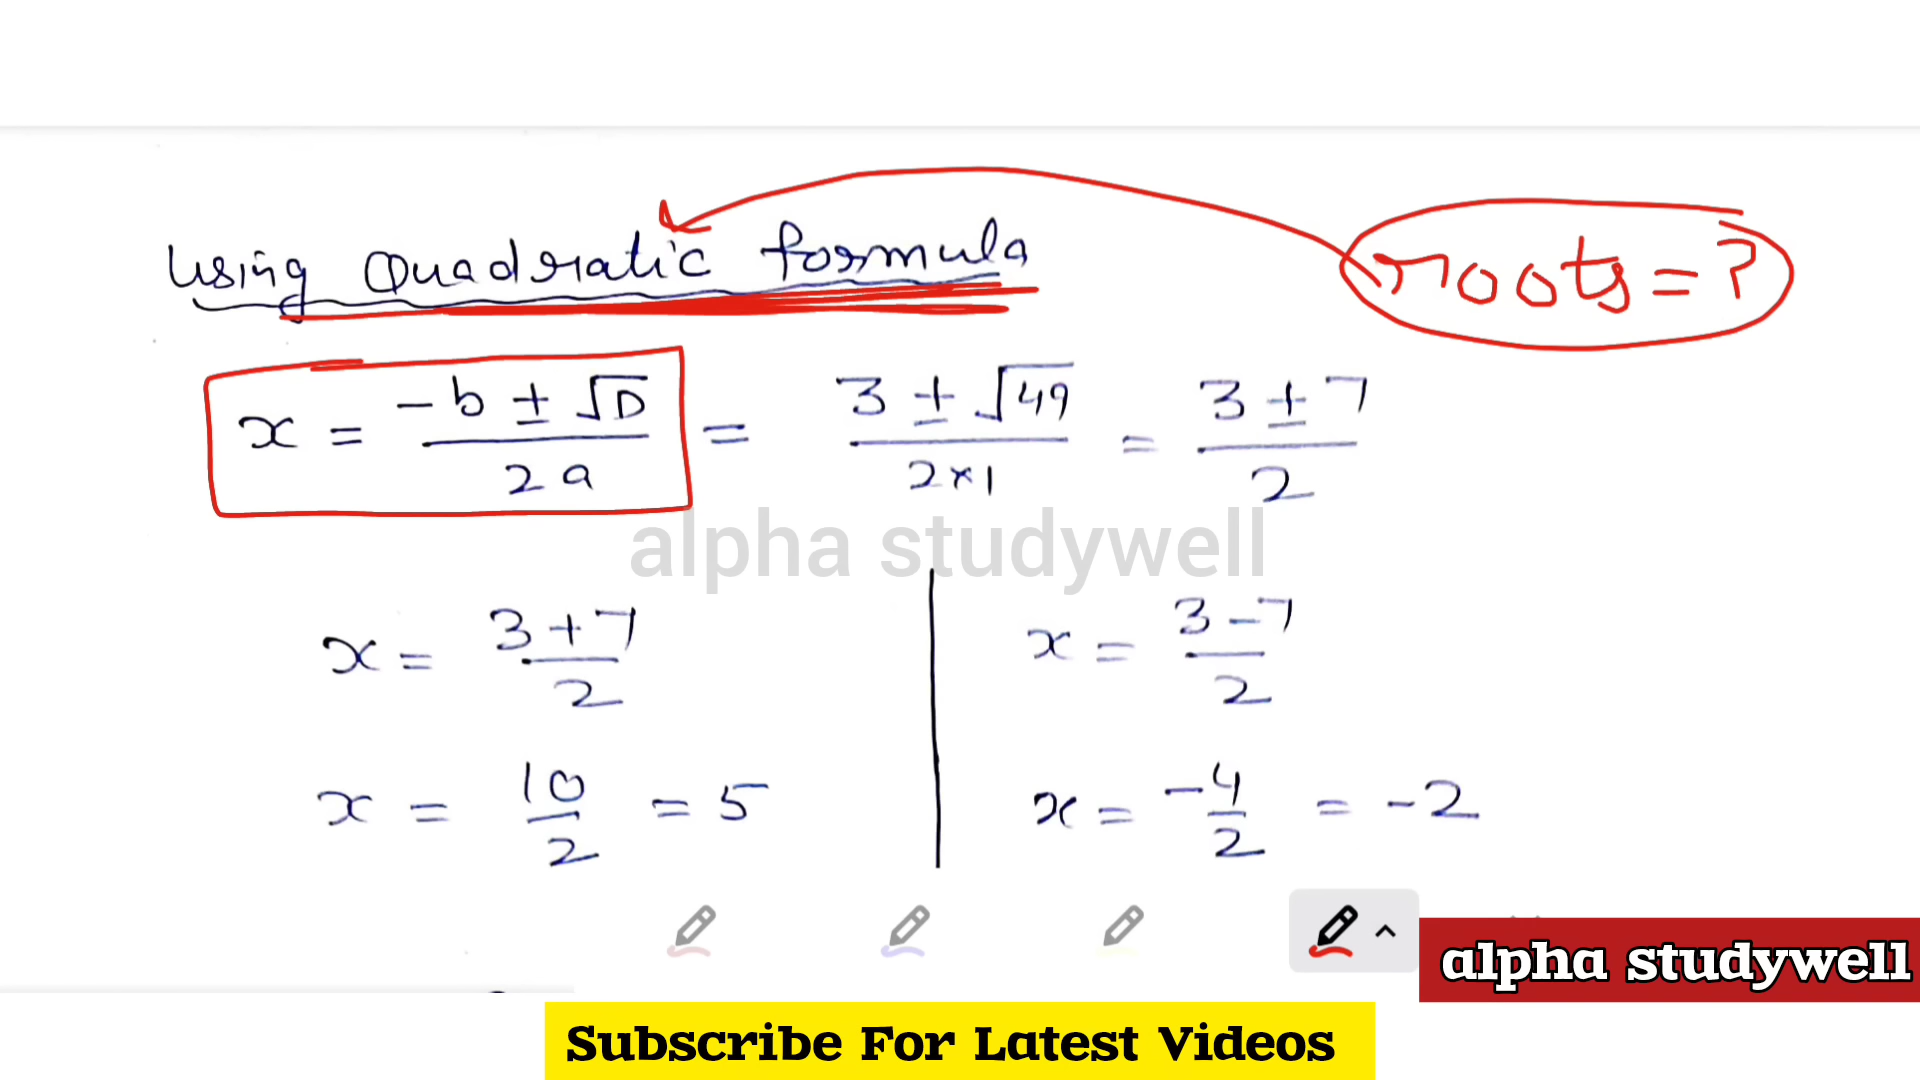 roots = ?
Using Quadratic formula
x = -b ± √D / 2a = 3 ± √49 / 2×1 = 3 ± 7 / 2
alpha studywell
x = 3+7 / 2
x = 3-7 / 2
x = 10/2 = 5
x = -4/2 = -2
alpha studywell
Subscribe For Latest Videos